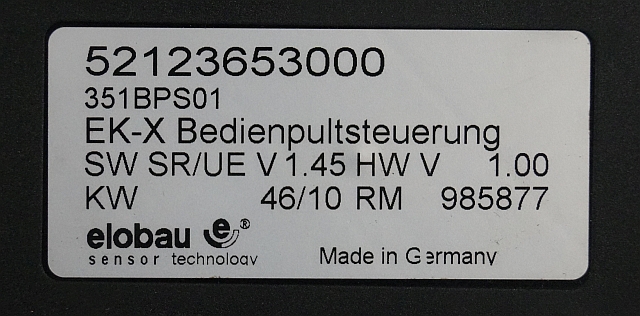 52123653000
351BPS01
EK-X Bedienpultsteuerung
SW SR/UE V 1.45 HW V 1.00
KW 46/10 RM 985877
elobau e®
sensor technology
Made in Germany